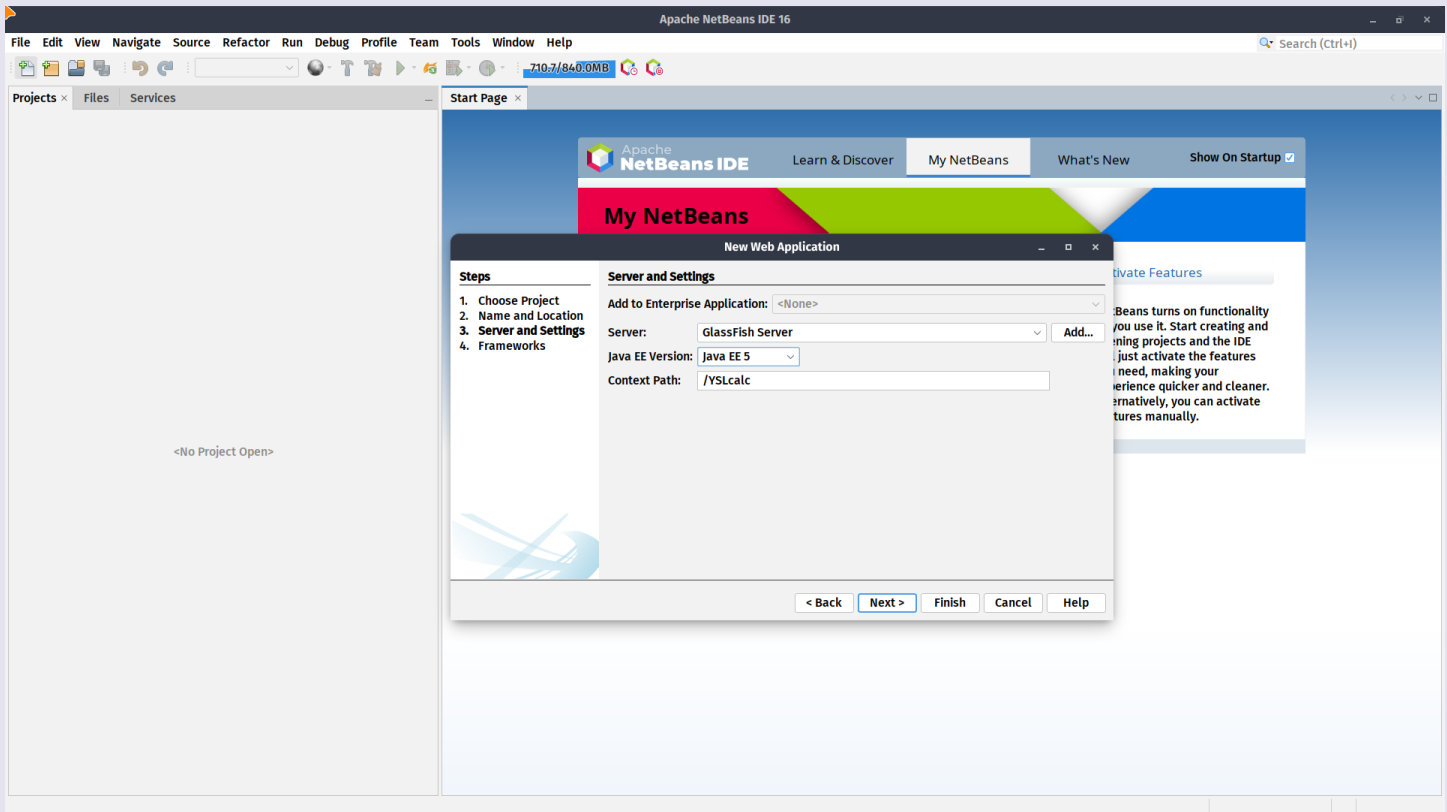 Apache NetBeans IDE 16
File Edit View Navigate Source Refactor Run Debug Profile Team Tools Window Help
Search (Ctrl+I)
710.7/840.0MB
Projects Files Services
Start Page
Apache
NetBeans IDE
Learn & Discover My NetBeans What's New Show On Startup
My NetBeans
New Web Application
Steps
1. Choose Project
2. Name and Location
3. Server and Settings
4. Frameworks
Server and Settings
Add to Enterprise Application: <None>
Server: GlassFish Server Add...
Java EE Version: Java EE 5
Context Path: /YSLcalc
< Back Next > Finish Cancel Help
tivate Features
Beans turns on functionality
you use it. Start creating and
ening projects and the IDE
just activate the features
need, making your
perience quicker and cleaner.
ernatively, you can activate
tures manually.
<No Project Open>